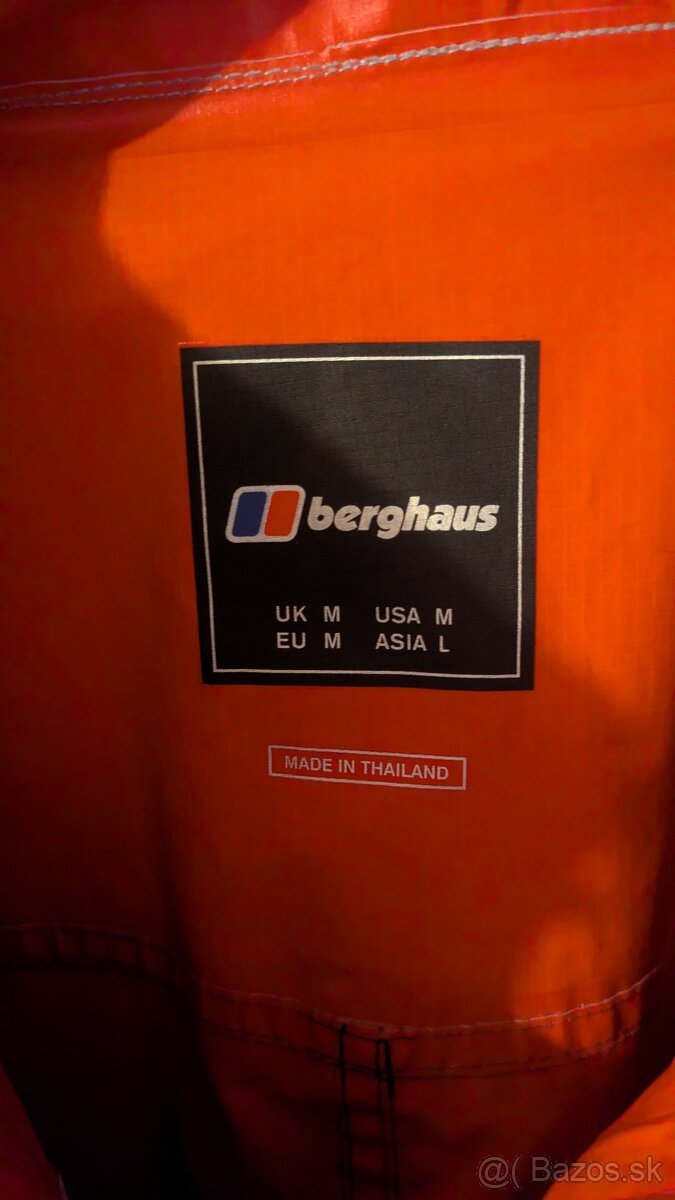 berghaus
UK M USA M
EU M ASIA L
MADE IN THAILAND
@( Bazos.sk